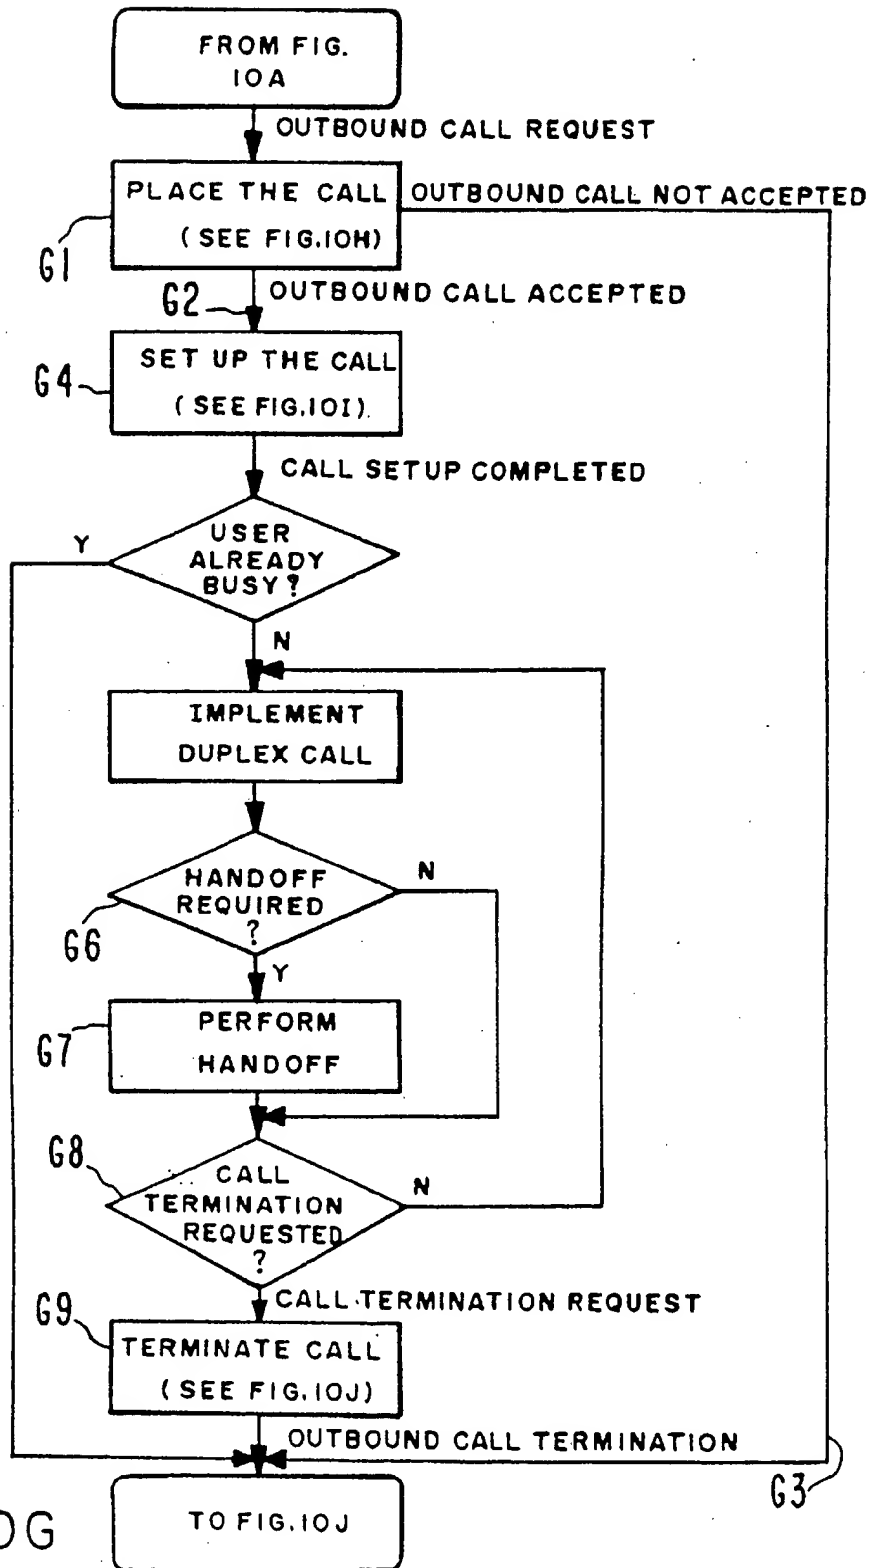 FROM FIG.
10A
OUTBOUND CALL REQUEST
PLACE THE CALL
(SEE FIG.10H)
OUTBOUND CALL NOT ACCEPTED
G1
G2
OUTBOUND CALL ACCEPTED
SET UP THE CALL
(SEE FIG.10I).
G4
CALL SETUP COMPLETED
USER
ALREADY
BUSY?
Y
N
IMPLEMENT
DUPLEX CALL
HANDOFF
REQUIRED
?
N
G6
Y
PERFORM
HANDOFF
G7
G8
CALL
TERMINATION
REQUESTED
?
N
CALL TERMINATION REQUEST
G9
TERMINATE CALL
(SEE FIG.10J)
OUTBOUND CALL TERMINATION
G3
TO FIG.10J
G